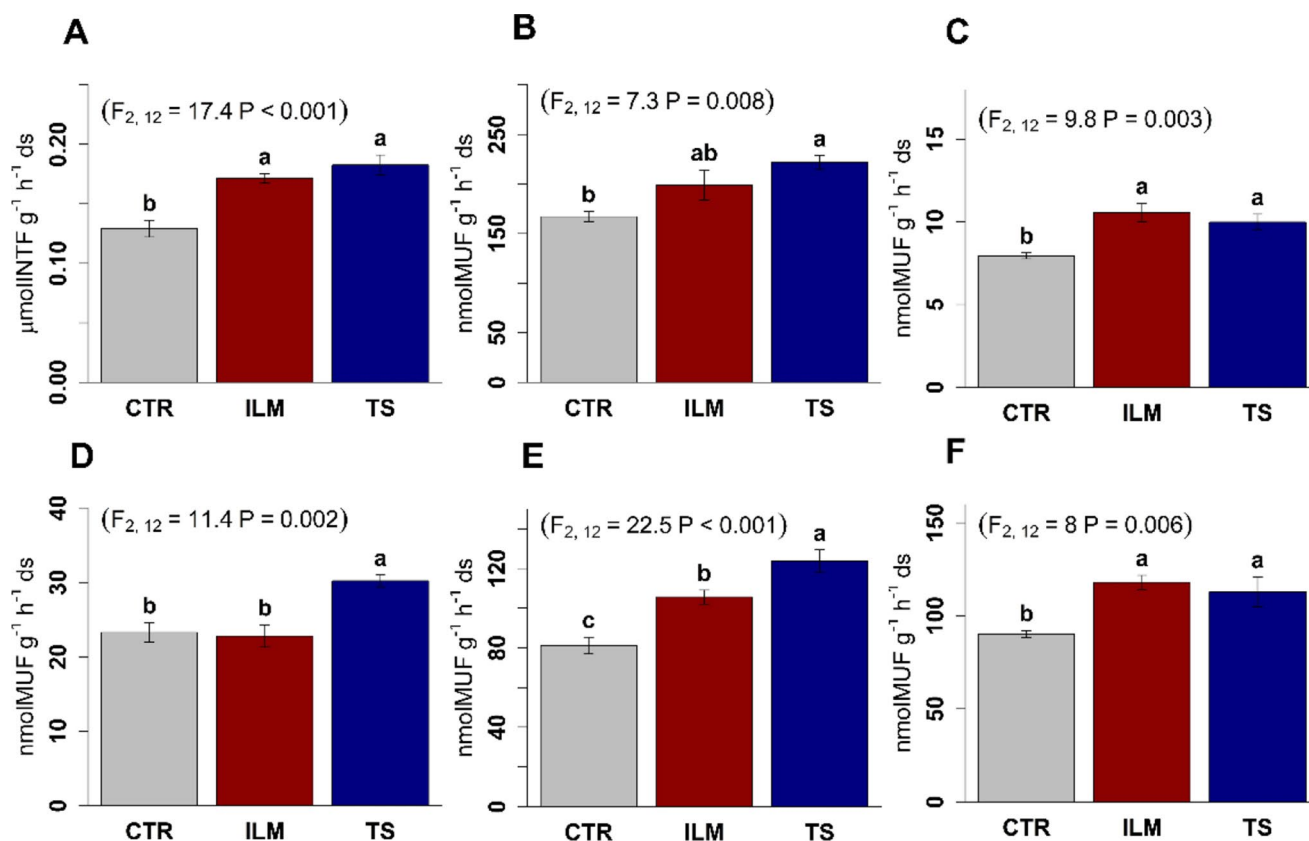 A
(F2, 12 = 17.4 P < 0.001)
μmolNTF g-1 h-1 ds
0.20
0.10
0.00
b
a
a
CTR
ILM
TS
B
(F2, 12 = 7.3 P = 0.008)
nmolMUF g-1 h-1 ds
250
150
50
0
b
ab
a
CTR
ILM
TS
C
(F2, 12 = 9.8 P = 0.003)
nmolMUF g-1 h-1 ds
15
10
5
0
b
a
a
CTR
ILM
TS
D
(F2, 12 = 11.4 P = 0.002)
nmolMUF g-1 h-1 ds
40
30
20
10
0
b
b
a
CTR
ILM
TS
E
(F2, 12 = 22.5 P < 0.001)
nmolMUF g-1 h-1 ds
120
80
40
0
c
b
a
CTR
ILM
TS
F
(F2, 12 = 8 P = 0.006)
nmolMUF g-1 h-1 ds
150
100
50
0
b
a
a
CTR
ILM
TS